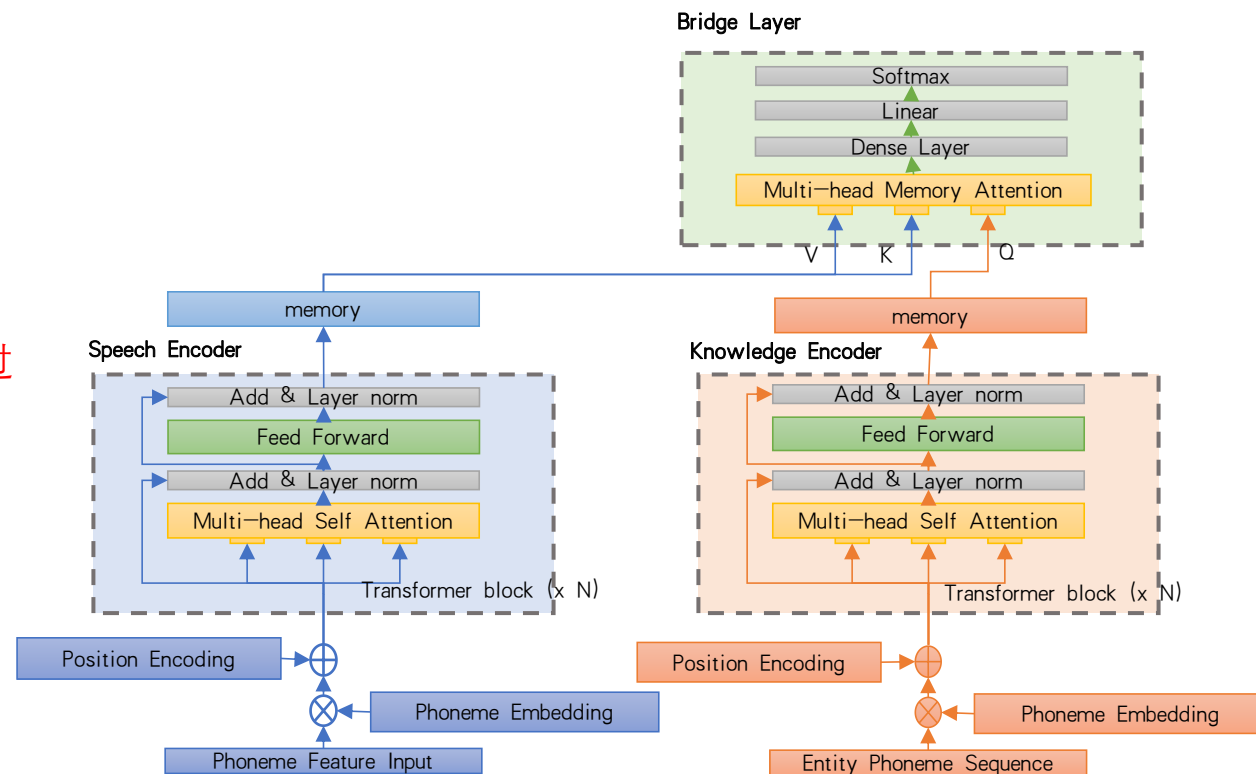 Bridge Layer
Softmax
Linear
Dense Layer
Multi-head Memory Attention
V
K
Q
memory
memory
Speech Encoder
Knowledge Encoder
Add & Layer norm
Feed Forward
Add & Layer norm
Multi-head Self Attention
Transformer block (x N)
Add & Layer norm
Feed Forward
Add & Layer norm
Multi-head Self Attention
Transformer block (x N)
Position Encoding
Phoneme Embedding
Phoneme Feature Input
Position Encoding
Phoneme Embedding
Entity Phoneme Sequence